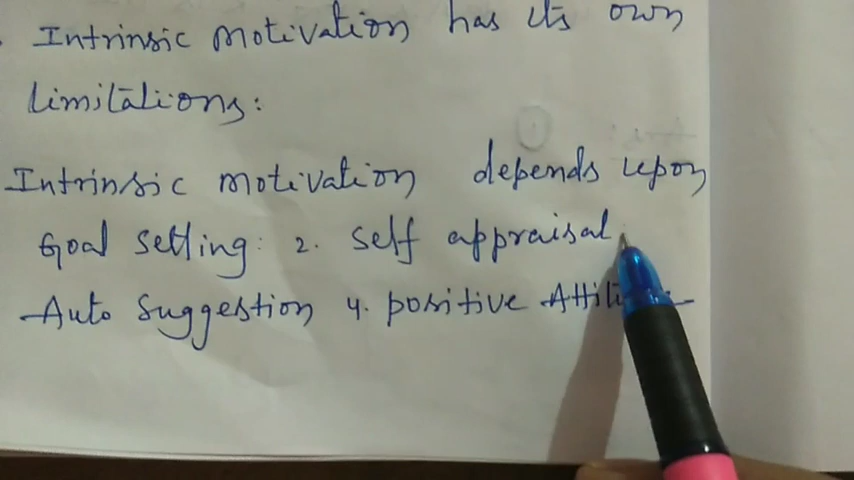 Intrinsic motivation has its own
limitations:
Intrinsic motivation depends upon
Goal setting: 2. Self appraisal
Auto suggestion 4. positive